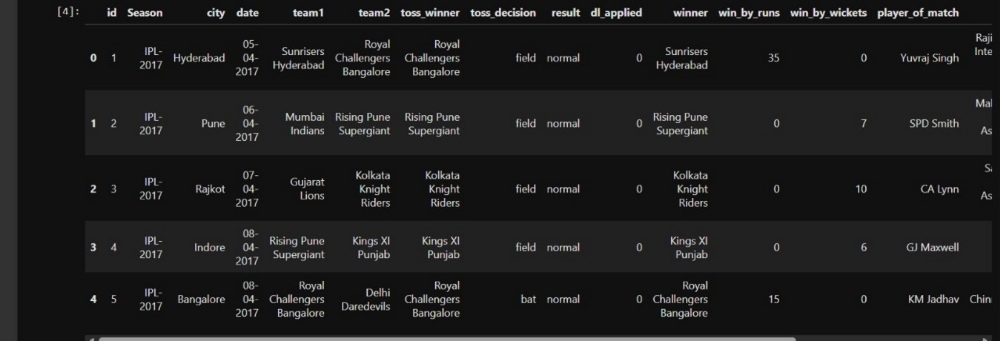 [4]: id Season city date team1 team2 toss_winner toss_decision result dl_applied winner win_by_runs win_by_wickets player_of_match
0 1 IPL-2017 Hyderabad 05-04-2017 Sunrisers Hyderabad Royal Challengers Bangalore Royal Challengers Bangalore field normal 0 Sunrisers Hyderabad 35 0 Yuvraj Singh
1 2 IPL-2017 Pune 06-04-2017 Mumbai Indians Rising Pune Supergiant Rising Pune Supergiant field normal 0 Rising Pune Supergiant 0 7 SPD Smith
2 3 IPL-2017 Rajkot 07-04-2017 Gujarat Lions Kolkata Knight Riders Kolkata Knight Riders field normal 0 Kolkata Knight Riders 0 10 CA Lynn
3 4 IPL-2017 Indore 08-04-2017 Rising Pune Supergiant Kings XI Punjab Kings XI Punjab field normal 0 Kings XI Punjab 0 6 GJ Maxwell
4 5 IPL-2017 Bangalore 08-04-2017 Royal Challengers Bangalore Delhi Daredevils Royal Challengers Bangalore bat normal 0 Royal Challengers Bangalore 15 0 KM Jadhav